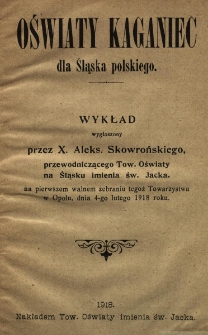 OŚWIATY KAGANIEC
dla Śląska polskiego.
WYKŁAD
wygłoszony
przez X. Aleks. Skowrońskiego,
przewodniczącego Tow. Oświaty
na Śląsku imienia św. Jacka,
na pierwszem walnem zebraniu tegoż Towarzystwa
w Opolu, dnia 4-go lutego 1918 roku.
1918.
Nakładem Tow. Oświaty imienia św. Jacka.